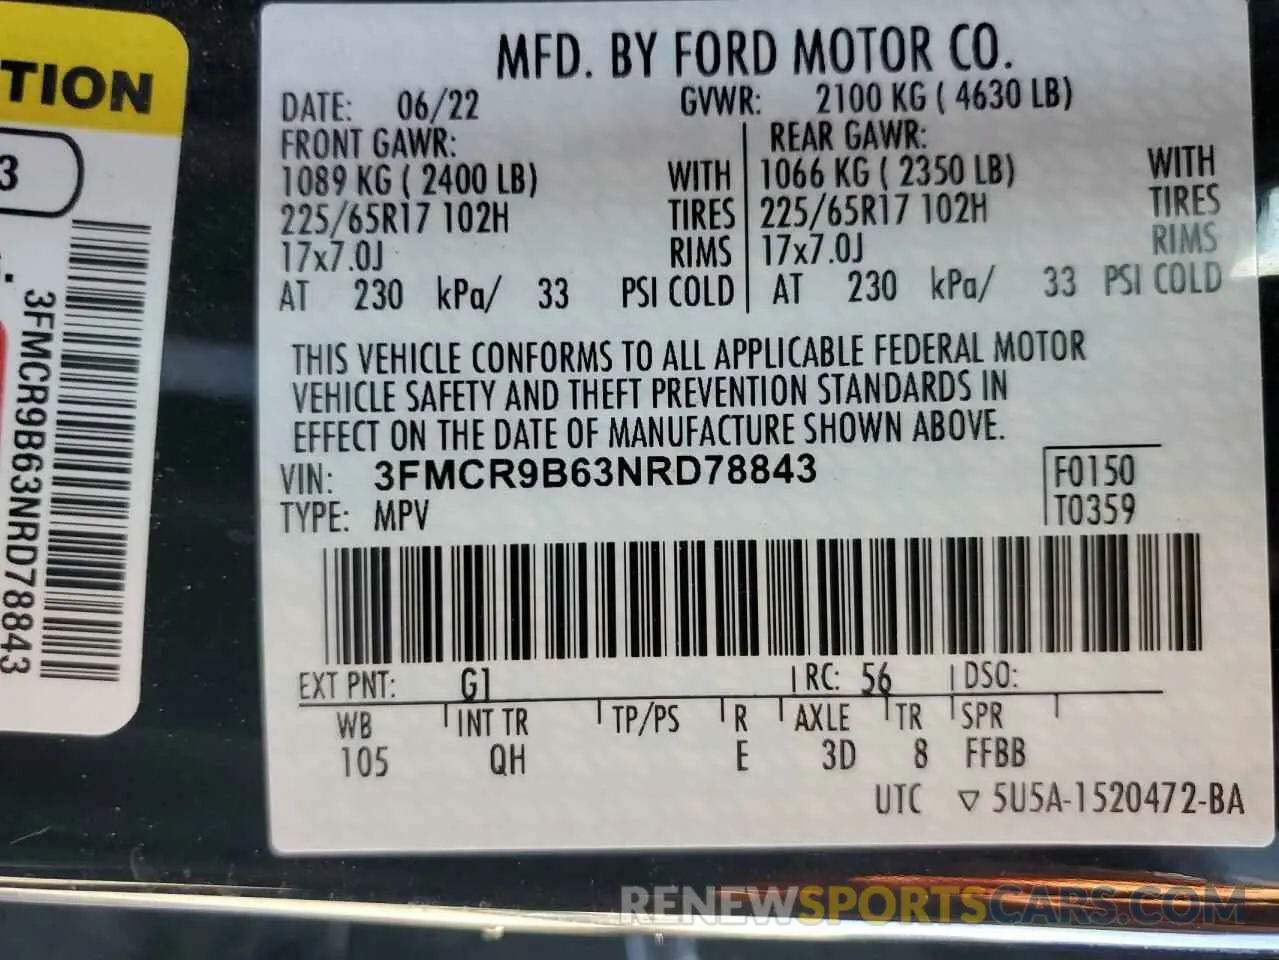 TION
3
3FMCR9B63NRD78843
MFD. BY FORD MOTOR CO.
DATE: 06/22 GVWR: 2100 KG ( 4630 LB)
FRONT GAWR: REAR GAWR:
1089 KG ( 2400 LB) WITH 1066 KG ( 2350 LB) WITH
225/65R17 102H TIRES 225/65R17 102H TIRES
17x7.0J RIMS 17x7.0J RIMS
AT 230 kPa/ 33 PSI COLD AT 230 kPa/ 33 PSI COLD
THIS VEHICLE CONFORMS TO ALL APPLICABLE FEDERAL MOTOR
VEHICLE SAFETY AND THEFT PREVENTION STANDARDS IN
EFFECT ON THE DATE OF MANUFACTURE SHOWN ABOVE.
VIN: 3FMCR9B63NRD78843 F0150
TYPE: MPV T0359
EXT PNT: G1 RC: 56 DSO:
WB INT TR TP/PS R AXLE TR SPR
105 QH E 3D 8 FFBB
UTC ▽ 5U5A-1520472-BA
RENEWSPORTSCARS.COM